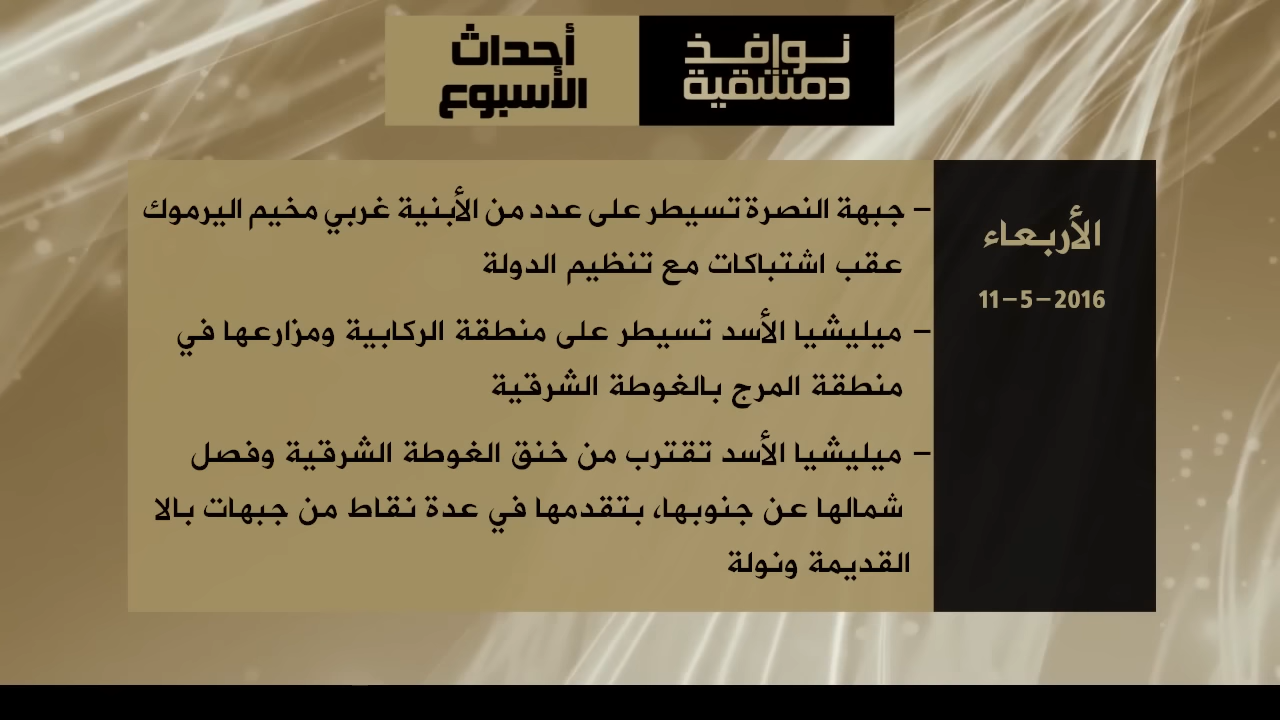 نوافذ
دمشقية
أحداث
الأسبوع
الأربعاء
11-5-2016
- جبهة النصرة تسيطر على عدد من الأبنية غربي مخيم اليرموك
عقب اشتباكات مع تنظيم الدولة
- ميليشيا الأسد تسيطر على منطقة الركابية ومزارعها في
منطقة المرج بالغوطة الشرقية
- ميليشيا الأسد تقترب من خنق الغوطة الشرقية وفصل
شمالها عن جنوبها، بتقدمها في عدة نقاط من جبهات بالا
القديمة ونولة